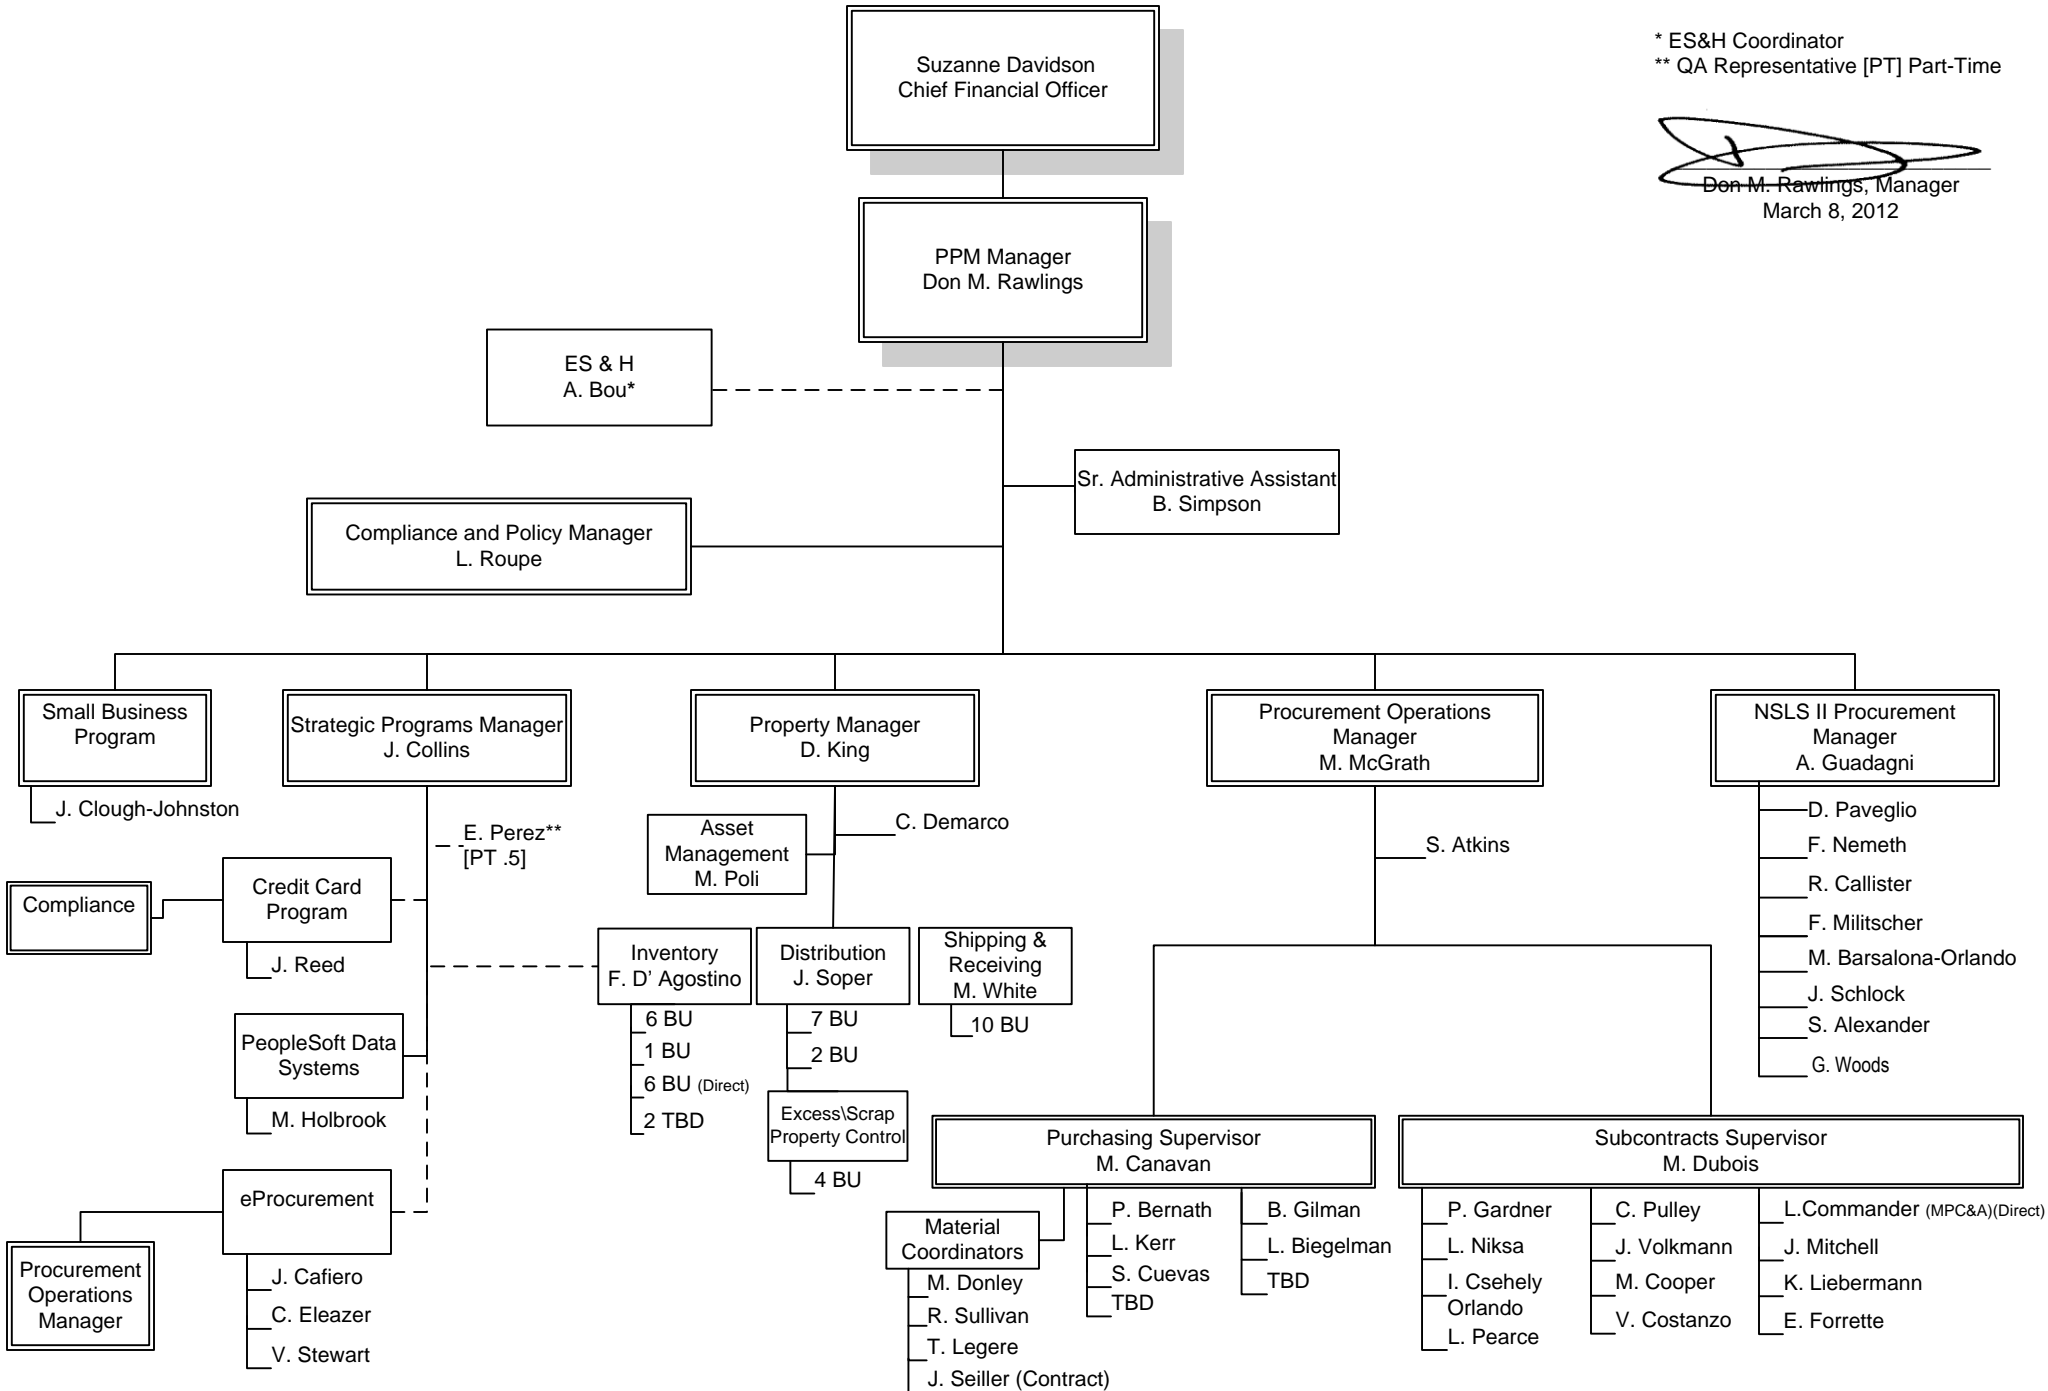 Suzanne Davidson
Chief Financial Officer
* ES&H Coordinator
** QA Representative [PT] Part-Time
Don M. Rawlings, Manager
March 8, 2012
PPM Manager
Don M. Rawlings
ES & H
A. Bou*
Sr. Administrative Assistant
B. Simpson
Compliance and Policy Manager
L. Roupe
Small Business
Program
J. Clough-Johnston
Strategic Programs Manager
J. Collins
E. Perez**
[PT .5]
Credit Card
Program
J. Reed
Compliance
PeopleSoft Data
Systems
M. Holbrook
eProcurement
J. Cafiero
C. Eleazer
V. Stewart
Procurement
Operations
Manager
Property Manager
D. King
C. Demarco
Asset
Management
M. Poli
Inventory
F. D' Agostino
6 BU
1 BU
6 BU (Direct)
2 TBD
Distribution
J. Soper
7 BU
2 BU
Excess\Scrap
Property Control
4 BU
Shipping &
Receiving
M. White
10 BU
Procurement Operations
Manager
M. McGrath
S. Atkins
Purchasing Supervisor
M. Canavan
Material
Coordinators
M. Donley
R. Sullivan
T. Legere
J. Seiller (Contract)
P. Bernath
L. Kerr
S. Cuevas
TBD
B. Gilman
L. Biegelman
TBD
Subcontracts Supervisor
M. Dubois
P. Gardner
L. Niksa
I. Csehely
Orlando
L. Pearce
C. Pulley
J. Volkmann
M. Cooper
V. Costanzo
L.Commander (MPC&A)(Direct)
J. Mitchell
K. Liebermann
E. Forrette
NSLS II Procurement
Manager
A. Guadagni
D. Paveglio
F. Nemeth
R. Callister
F. Militscher
M. Barsalona-Orlando
J. Schlock
S. Alexander
G. Woods